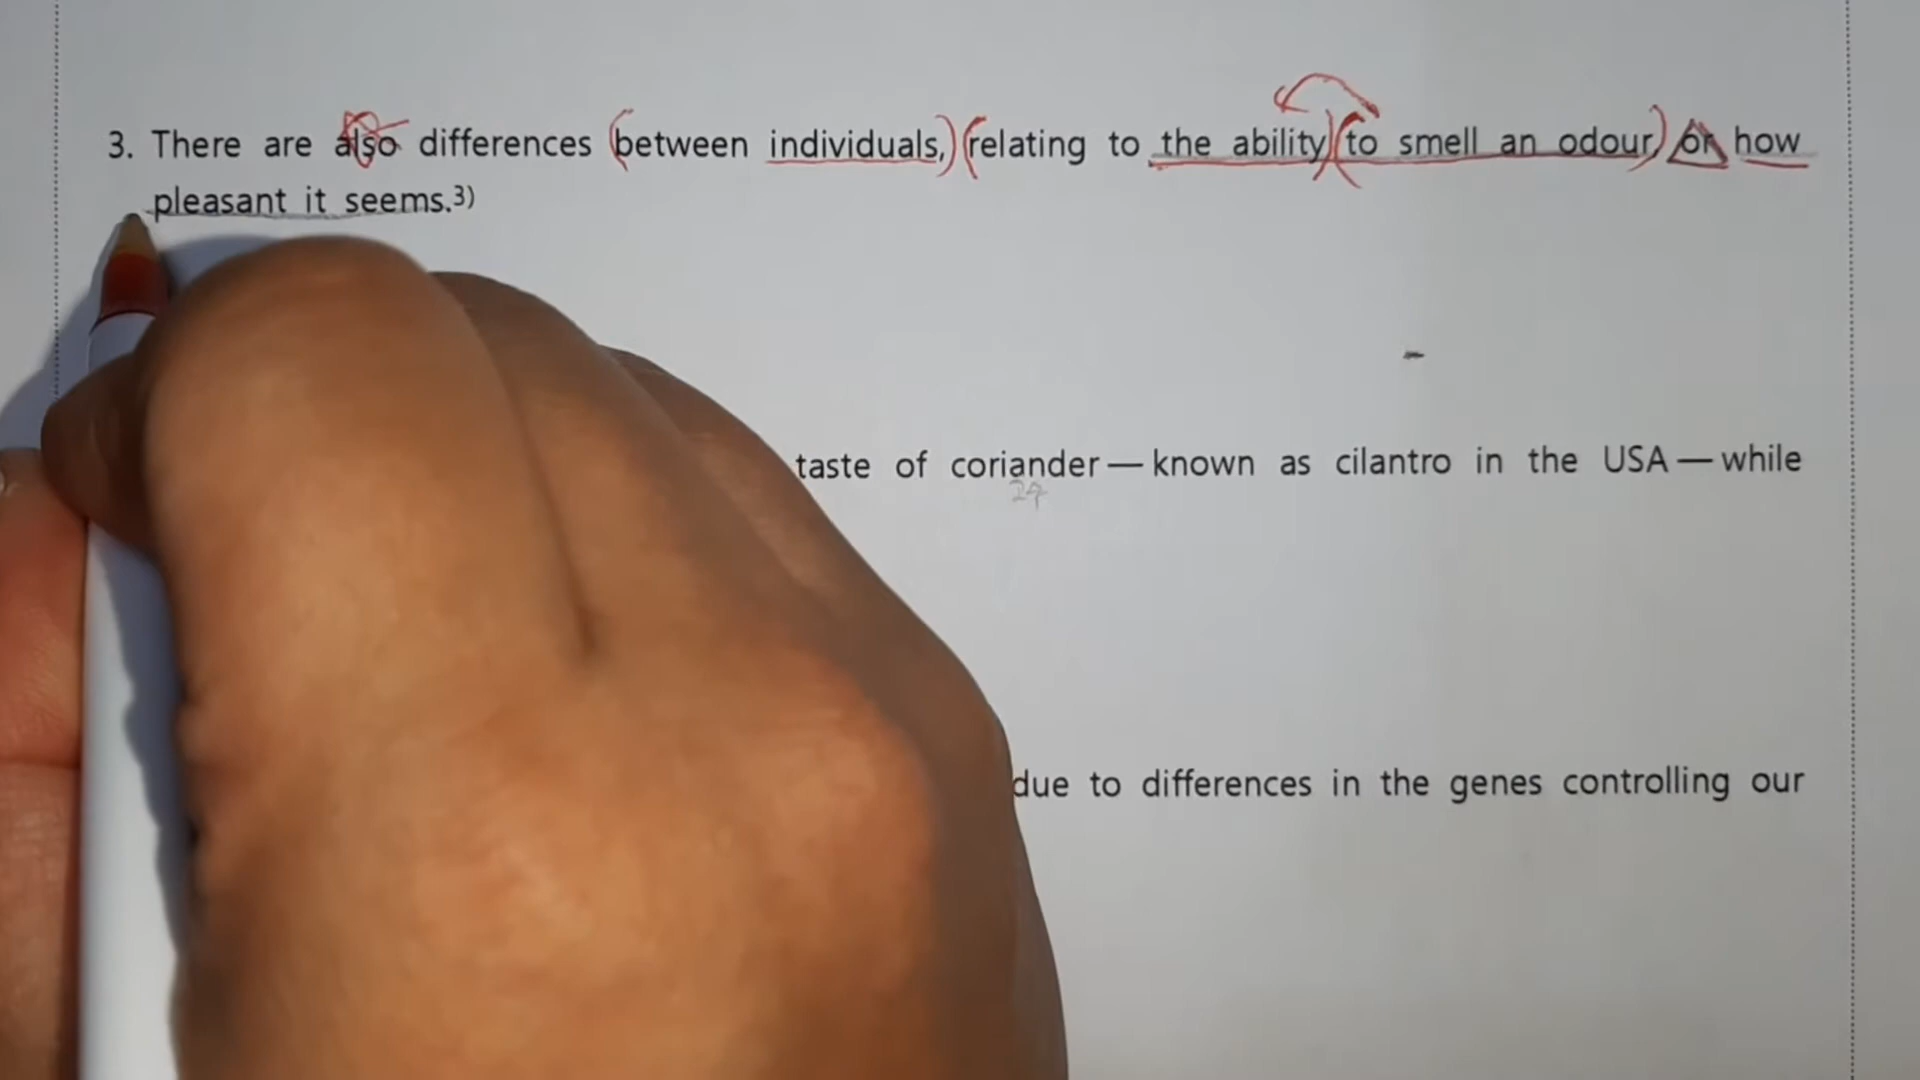 3. There are also differences between individuals, relating to the ability to smell an odour or how
pleasant it seems.3)
taste of coriander — known as cilantro in the USA — while
due to differences in the genes controlling our